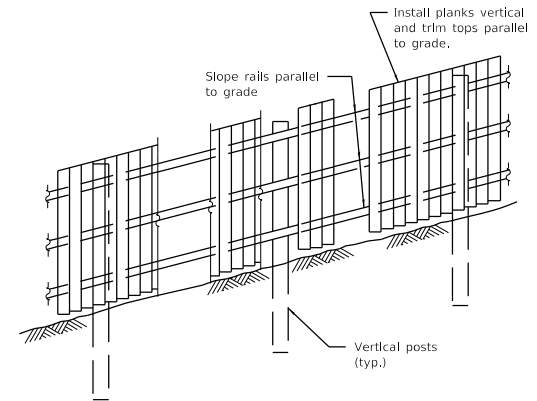 Install planks vertical
and trim tops parallel
to grade.
Slope rails parallel
to grade
Vertical posts
(typ.)